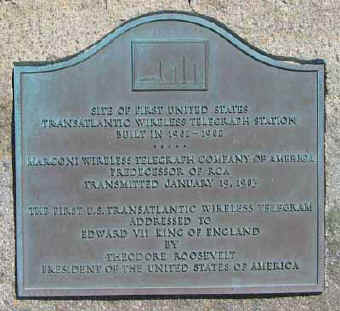 SITE OF FIRST UNITED STATES
TRANSATLANTIC WIRELESS TELEGRAPH STATION
BUILT IN 1901-1902
.....
MARCONI WIRELESS TELEGRAPH COMPANY OF AMERICA
PREDECESSOR OF RCA
TRANSMITTED JANUARY 19, 1903
THE FIRST U.S. TRANSATLANTIC WIRELESS TELEGRAM
ADDRESSED TO
EDWARD VII KING OF ENGLAND
BY
THEODORE ROOSEVELT
PRESIDENT OF THE UNITED STATES OF AMERICA